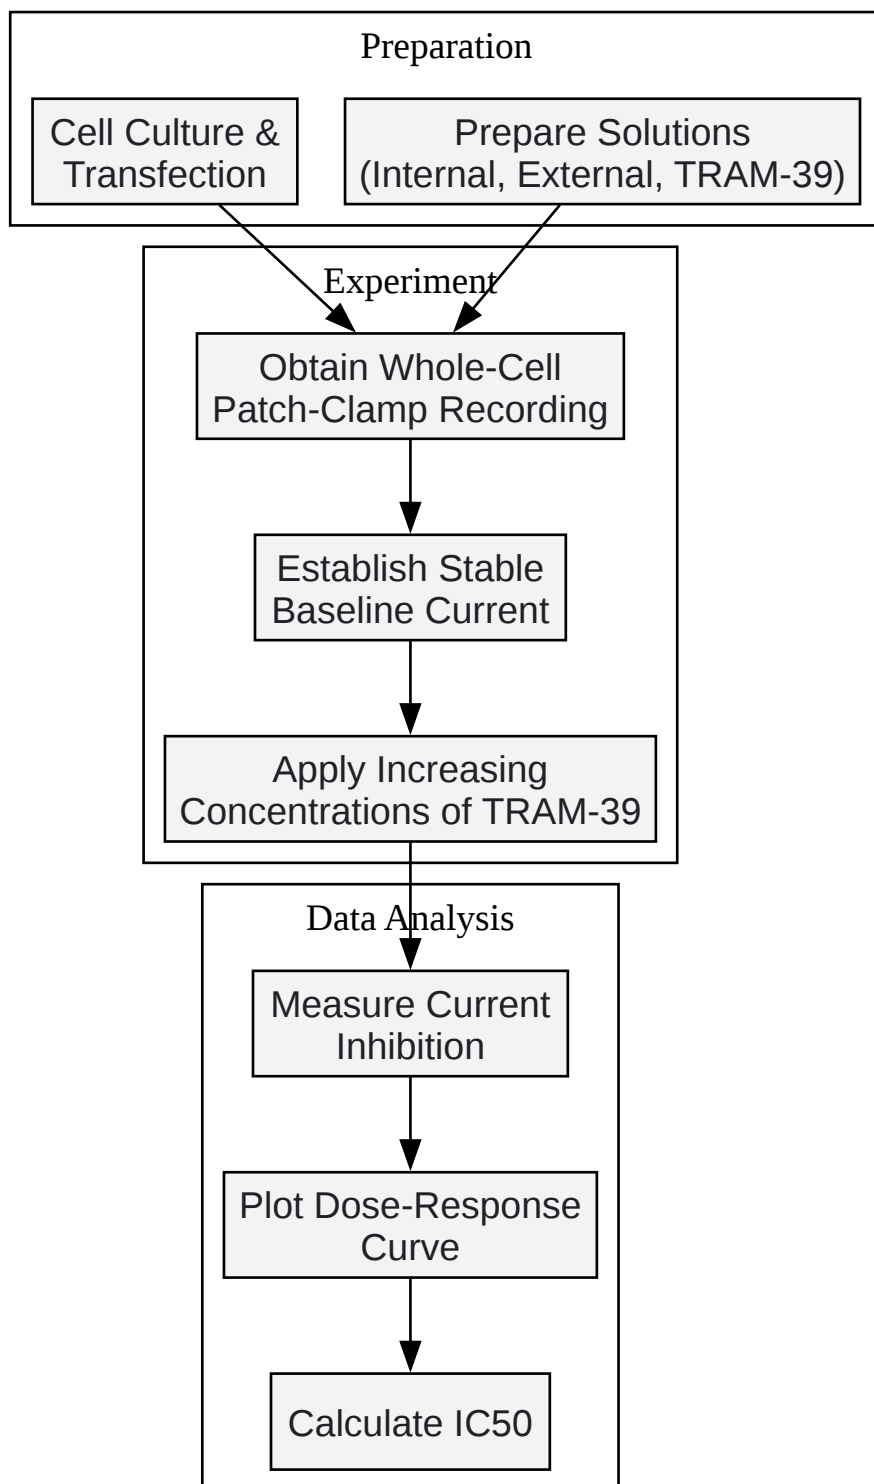 Preparation
Cell Culture &
Transfection
Prepare Solutions
(Internal, External, TRAM-39)
Experiment
Obtain Whole-Cell
Patch-Clamp Recording
Establish Stable
Baseline Current
Apply Increasing
Concentrations of TRAM-39
Data Analysis
Measure Current
Inhibition
Plot Dose-Response
Curve
Calculate IC50